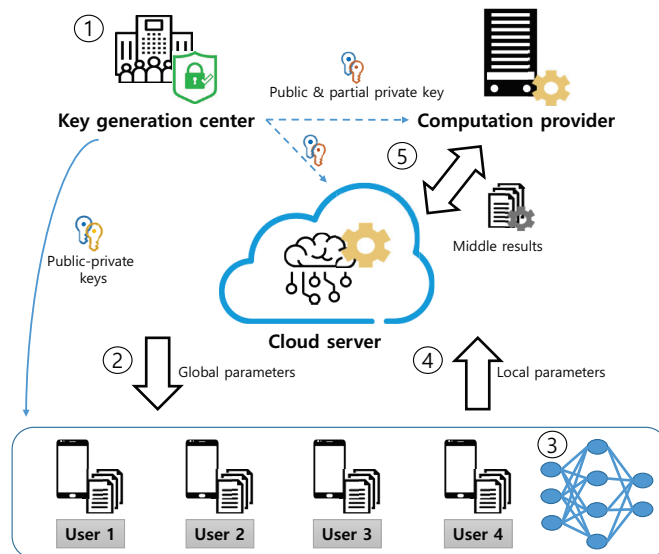 1
Public & partial private key
Key generation center
Computation provider
5
Public-private
keys
Middle results
Cloud server
2
Global parameters
4
Local parameters
3
User 1
User 2
User 3
User 4